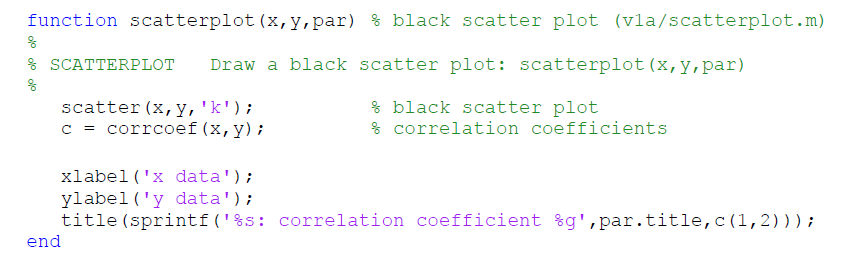 function scatterplot(x,y,par) % black scatter plot (v1a/scatterplot.m)
%
% SCATTERPLOT   Draw a black scatter plot: scatterplot(x,y,par)
%
   scatter(x,y,'k');          % black scatter plot
   c = corrcoef(x,y);         % correlation coefficients

   xlabel('x data');
   ylabel('y data');
   title(sprintf('%s: correlation coefficient %g',par.title,c(1,2)));
end